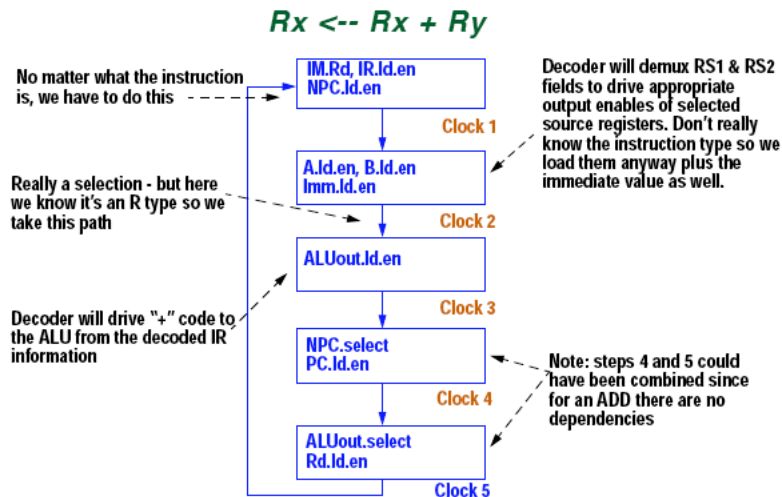 Rx <-- Rx + Ry
No matter what the instruction
is, we have to do this
IM.Rd, IR.ld.en
NPC.ld.en
Decoder will demux RS1 & RS2
fields to drive appropriate
output enables of selected
source registers. Don't really
know the instruction type so we
load them anyway plus the
immediate value as well.
Clock 1
A.ld.en, B.ld.en
Imm.ld.en
Really a selection - but here
we know it's an R type so we
take this path
Clock 2
ALUout.ld.en
Decoder will drive "+" code to
the ALU from the decoded IR
information
Clock 3
NPC.select
PC.ld.en
Note: steps 4 and 5 could
have been combined since
for an ADD there are no
dependencies
Clock 4
ALUout.select
Rd.ld.en
Clock 5